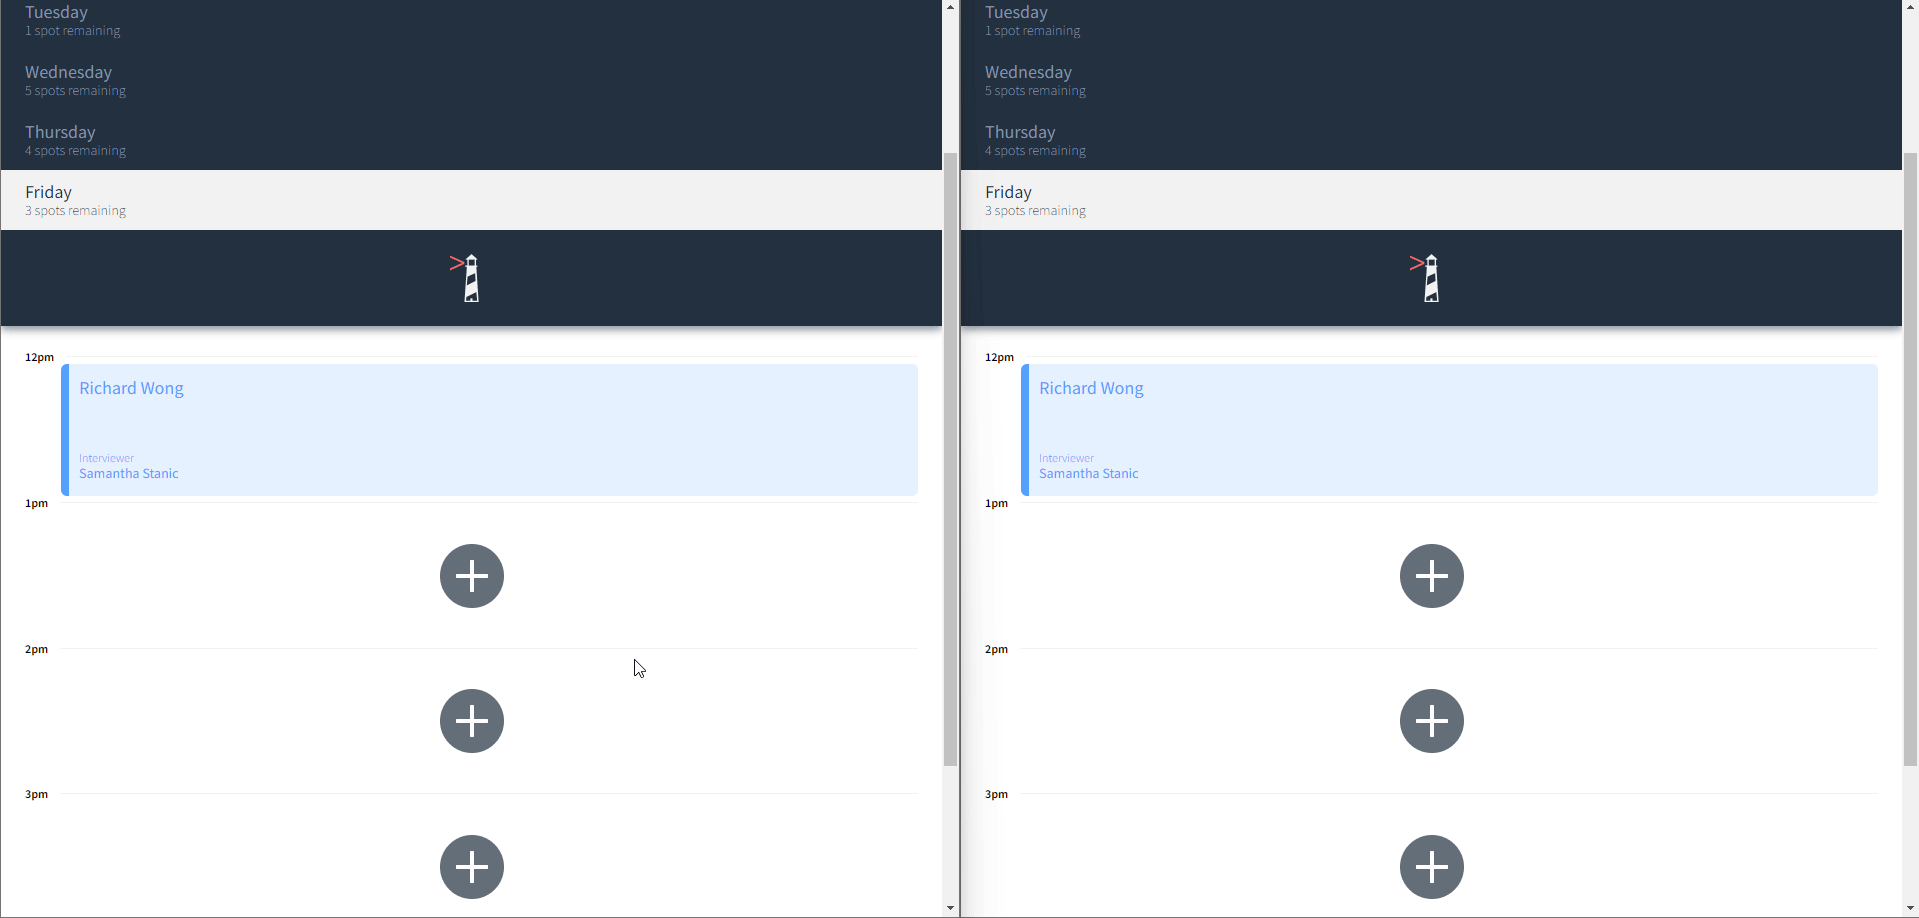 Tuesday
1 spot remaining
Wednesday
5 spots remaining
Thursday
4 spots remaining
Friday
3 spots remaining
12pm
Richard Wong
Interviewer
Samantha Stanic
1pm
2pm
3pm
Tuesday
1 spot remaining
Wednesday
5 spots remaining
Thursday
4 spots remaining
Friday
3 spots remaining
12pm
Richard Wong
Interviewer
Samantha Stanic
1pm
2pm
3pm